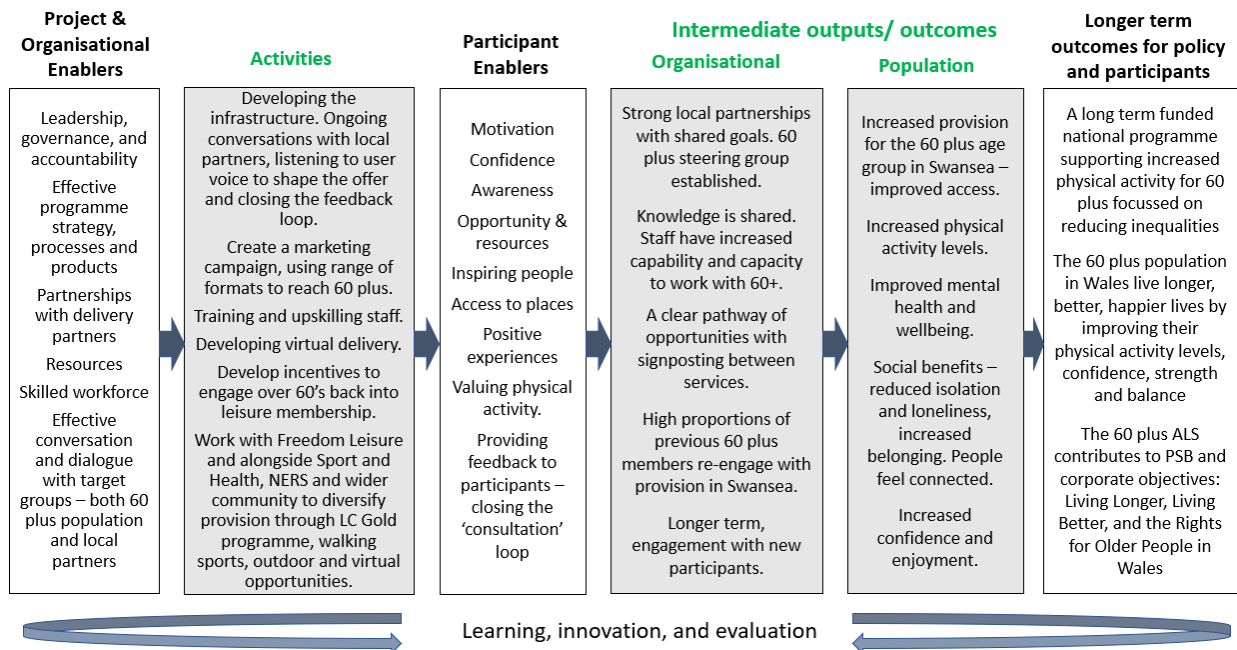 Project &
Organisational
Enablers
Leadership,
governance, and
accountability
Effective
programme
strategy,
processes and
products
Partnerships
with delivery
partners
Resources
Skilled workforce
Effective
conversation
and dialogue
with target
groups – both 60
plus population
and local
partners
Activities
Developing the
infrastructure. Ongoing
conversations with local
partners, listening to user
voice to shape the offer
and closing the feedback
loop.
Create a marketing
campaign, using range of
formats to reach 60 plus.
Training and upskilling staff.
Developing virtual delivery.
Develop incentives to
engage over 60's back into
leisure membership.
Work with Freedom Leisure
and alongside Sport and
Health, NERS and wider
community to diversify
provision through LC Gold
programme, walking
sports, outdoor and virtual
opportunities.
Participant
Enablers
Motivation
Confidence
Awareness
Opportunity &
resources
Inspiring people
Access to places
Positive
experiences
Valuing physical
activity.
Providing
feedback to
participants –
closing the
'consultation'
loop
Intermediate outputs/ outcomes
Organisational
Strong local partnerships
with shared goals. 60
plus steering group
established.
Knowledge is shared.
Staff have increased
capability and capacity
to work with 60+.
A clear pathway of
opportunities with
signposting between
services.
High proportions of
previous 60 plus
members re-engage with
provision in Swansea.
Longer term,
engagement with new
participants.
Population
Increased provision
for the 60 plus age
group in Swansea –
improved access.
Increased physical
activity levels.
Improved mental
health and
wellbeing.
Social benefits –
reduced isolation
and loneliness,
increased
belonging. People
feel connected.
Increased
confidence and
enjoyment.
Longer term
outcomes for policy
and participants
A long term funded
national programme
supporting increased
physical activity for 60
plus focussed on
reducing inequalities
The 60 plus population
in Wales live longer,
better, happier lives by
improving their
physical activity levels,
confidence, strength
and balance
The 60 plus ALS
contributes to PSB and
corporate objectives:
Living Longer, Living
Better, and the Rights
for Older People in
Wales
Learning, innovation, and evaluation